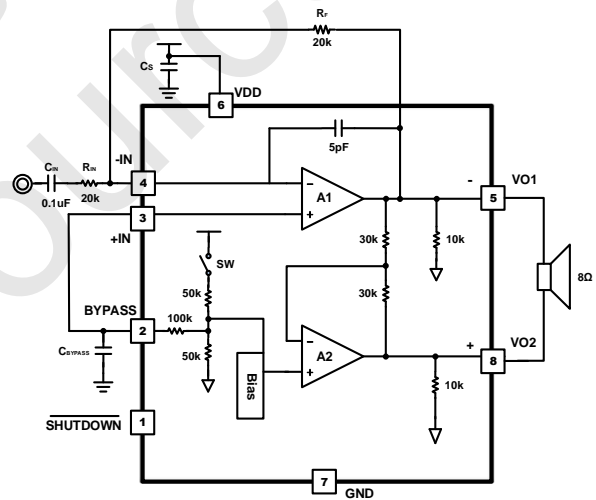 RF
20k
CS
VDD
6
5pF
-IN
CIN
RIN
4
A1
-
VO1
0.1uF
20k
5
3
+IN
30k
10k
SW
50k
30k
8Ω
BYPASS
100k
2
VO2
+
8
CBYPASS
50k
A2
Bias
10k
SHUTDOWN
1
7
GND